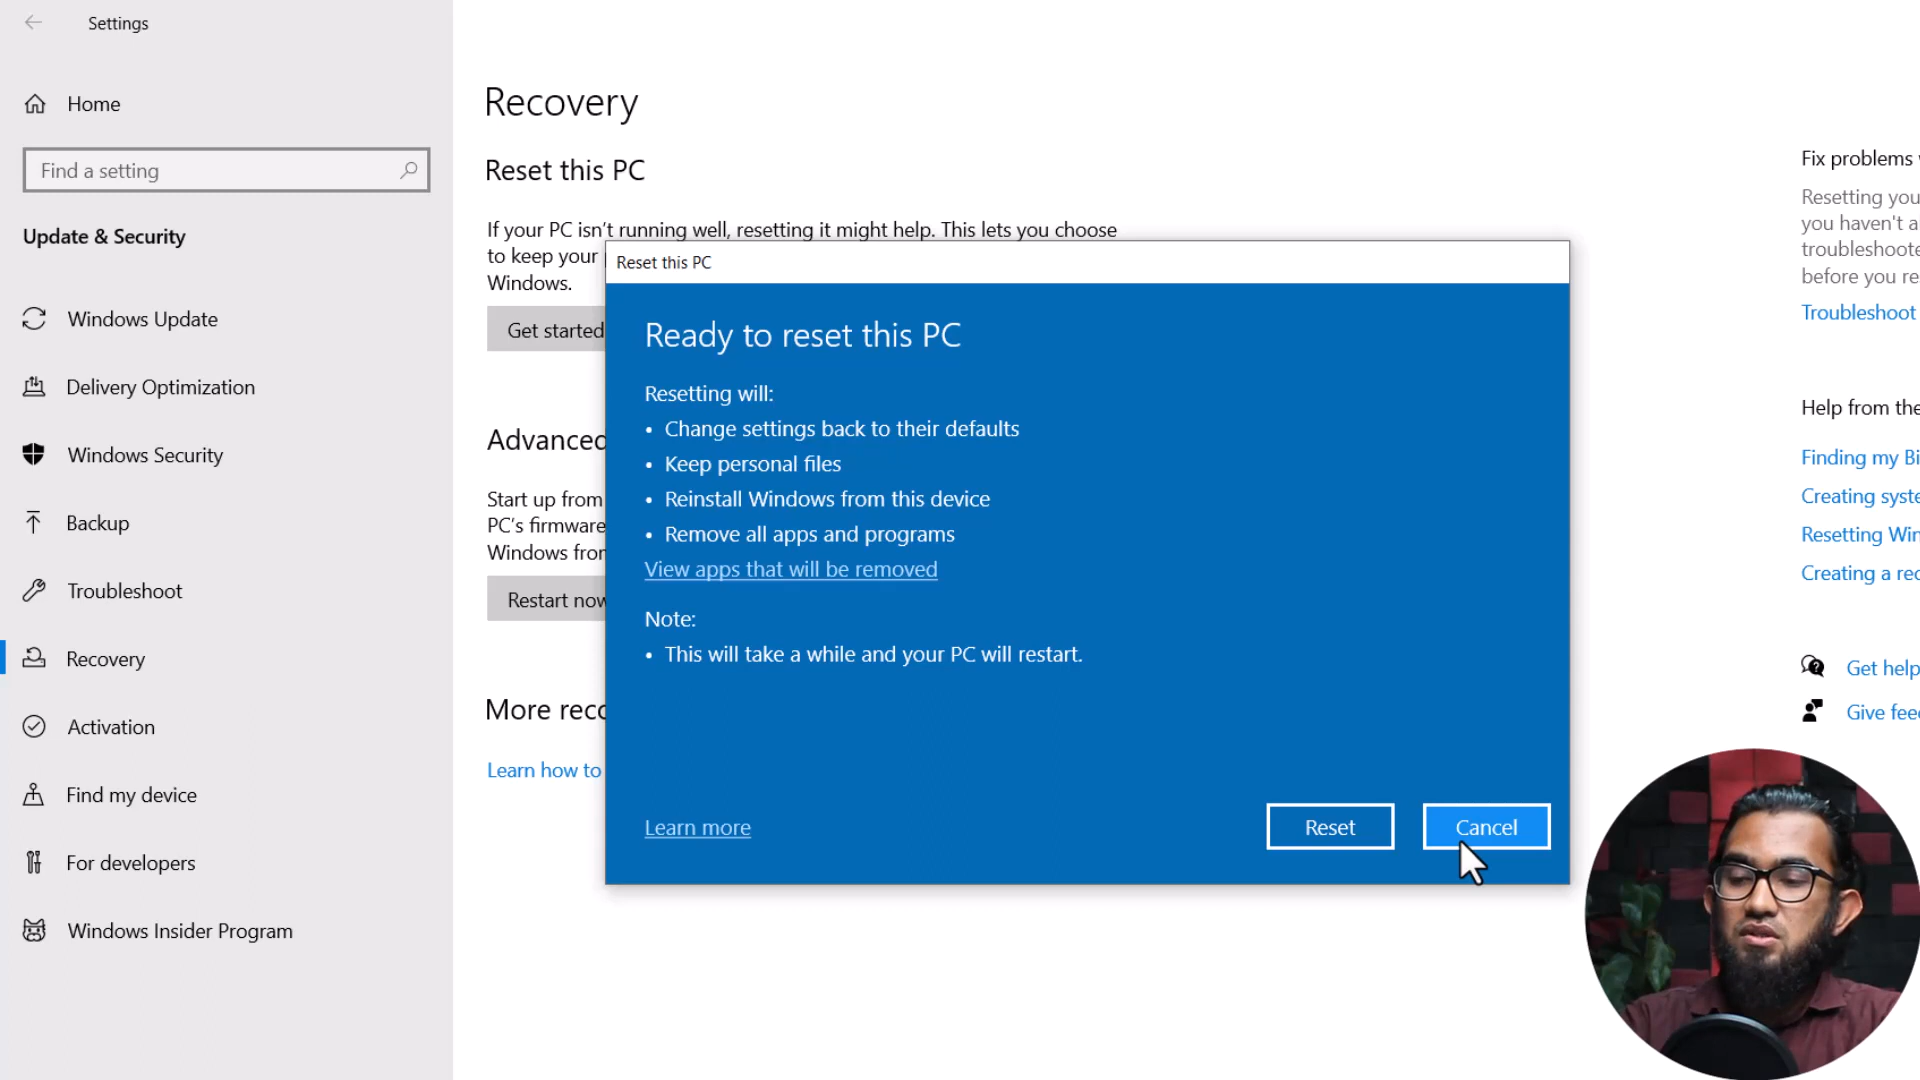 Settings
Home
Find a setting
Update & Security
Windows Update
Delivery Optimization
Windows Security
Backup
Troubleshoot
Recovery
Activation
Find my device
For developers
Windows Insider Program
Recovery
Reset this PC
If your PC isn't running well, resetting it might help. This lets you choose
to keep your
Windows.
Get started
Advanced
Start up from
PC's firmware
Windows from
Restart now
More reco
Learn how to
Reset this PC
Ready to reset this PC
Resetting will:
• Change settings back to their defaults
• Keep personal files
• Reinstall Windows from this device
• Remove all apps and programs
View apps that will be removed
Note:
• This will take a while and your PC will restart.
Learn more
Reset
Cancel
Fix problems
Resetting you
you haven't a
troubleshoote
before you re
Troubleshoot
Help from the
Finding my Bi
Creating syste
Resetting Win
Creating a rec
Get help
Give fee